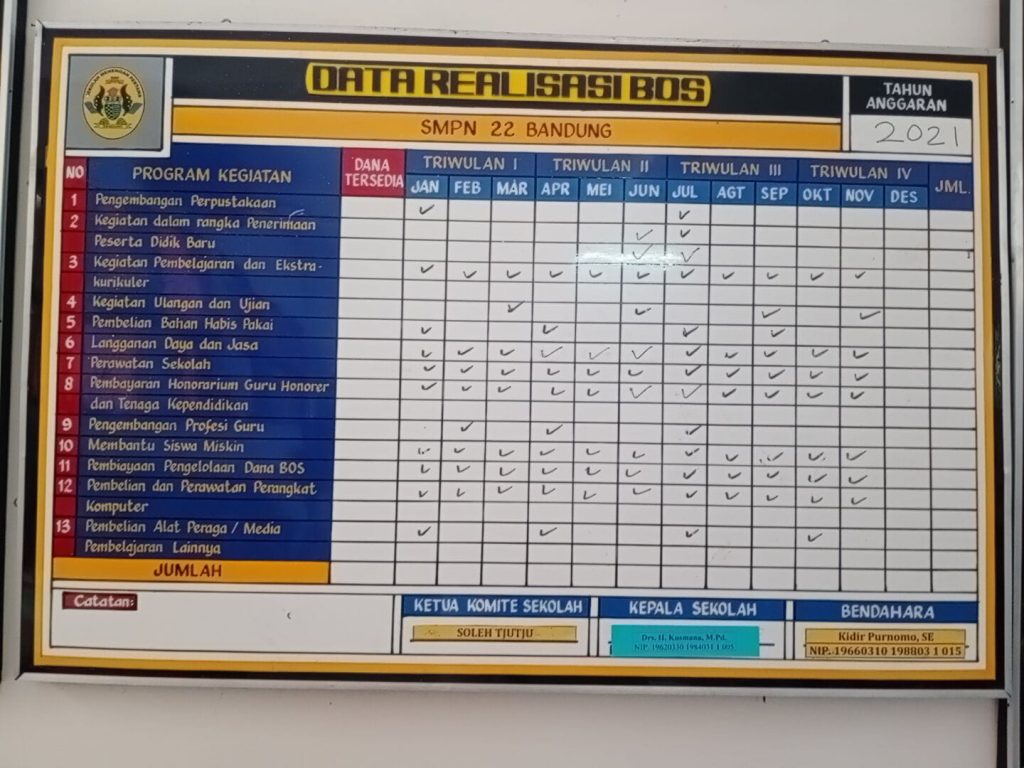 DATA REALISASI BOS
SMPN 22 BANDUNG
TAHUN
ANGGARAN
2021
NO PROGRAM KEGIATAN DANA TERSEDIA TRIWULAN I TRIWULAN II TRIWULAN III TRIWULAN IV JML.
JAN FEB MAR APR MEI JUN JUL AGT SEP OKT NOV DES
1 Pengembangan Perpustakaan ✓ ✓
2 Kegiatan dalam rangka Penerimaan ✓ ✓
Peserta Didik Baru ✓ ✓
3 Kegiatan Pembelajaran dan Ekstra- ✓ ✓ ✓ ✓ ✓ ✓ ✓ ✓ ✓ ✓ ✓
kurikuler
4 Kegiatan Ulangan dan Ujian ✓ ✓ ✓ ✓
5 Pembelian Bahan Habis Pakai ✓ ✓ ✓ ✓
6 Langganan Daya dan Jasa ✓ ✓ ✓ ✓ ✓ ✓ ✓ ✓ ✓ ✓ ✓
7 Perawatan Sekolah ✓ ✓ ✓ ✓ ✓ ✓ ✓ ✓ ✓ ✓ ✓
8 Pembayaran Honorarium Guru Honorer ✓ ✓ ✓ ✓ ✓ ✓ ✓ ✓ ✓ ✓ ✓
dan Tenaga Kependidikan
9 Pengembangan Profesi Guru ✓ ✓ ✓
10 Membantu Siswa Miskin ✓ ✓ ✓ ✓ ✓ ✓ ✓ ✓ ✓ ✓ ✓
11 Pembiayaan Pengelolaan Dana BOS ✓ ✓ ✓ ✓ ✓ ✓ ✓ ✓ ✓ ✓ ✓
12 Pembelian dan Perawatan Perangkat ✓ ✓ ✓ ✓ ✓ ✓ ✓ ✓ ✓ ✓ ✓
Komputer
13 Pembelian Alat Peraga / Media ✓ ✓ ✓ ✓
Pembelajaran Lainnya
JUMLAH
Catatan:
KETUA KOMITE SEKOLAH
SOLEH TJUTJU
KEPALA SEKOLAH
Drs. H. Kusmana, M.Pd.
NIP. 19620330 1984031 1 005
BENDAHARA
Kidir Purnomo, SE
NIP. 19660310 198803 1 015